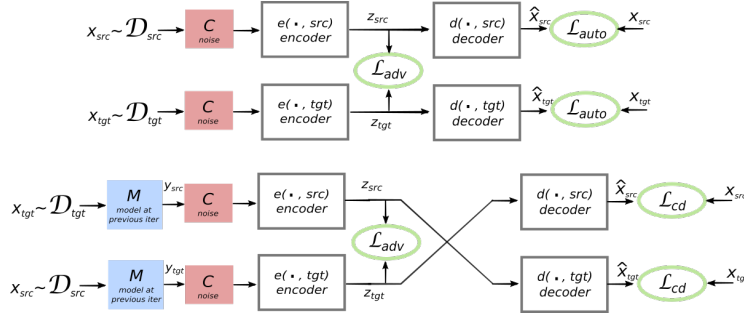 x_src ~ D_src C noise e(· , src) encoder z_src d(· , src) decoder x̂_src L_auto x_src
L_adv
x_tgt ~ D_tgt C noise e(· , tgt) encoder z_tgt d(· , tgt) decoder x̂_tgt L_auto x_tgt
x_tgt ~ D_tgt M model at previous iter y_src C noise e(· , src) encoder z_src d(· , src) decoder x̂_src L_cd x_src
L_adv
x_src ~ D_src M model at previous iter y_tgt C noise e(· , tgt) encoder z_tgt d(· , tgt) decoder x̂_tgt L_cd x_tg